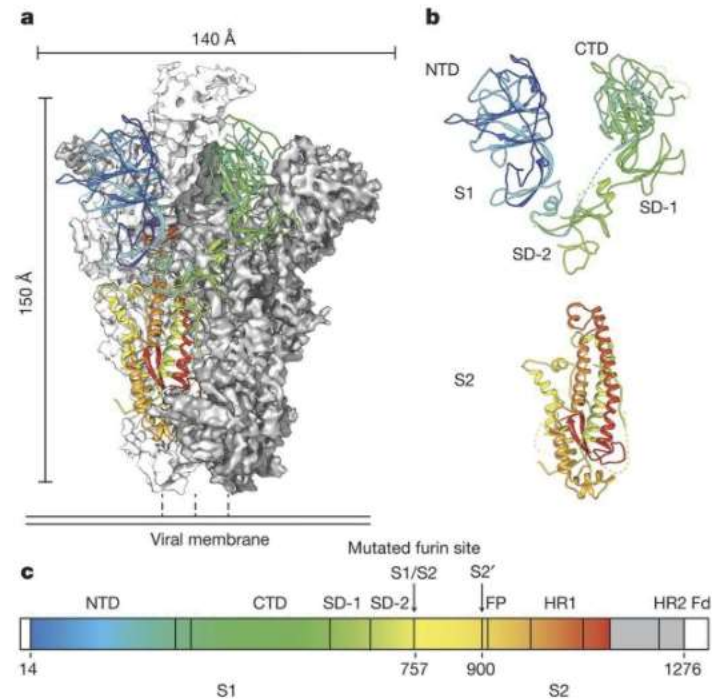 a
140 Å
150 Å
Viral membrane
b
NTD
CTD
S1
SD-1
SD-2
S2
Mutated furin site
c
S1/S2
S2′
NTD
CTD
SD-1
SD-2
FP
HR1
HR2
Fd
14
757
900
1276
S1
S2